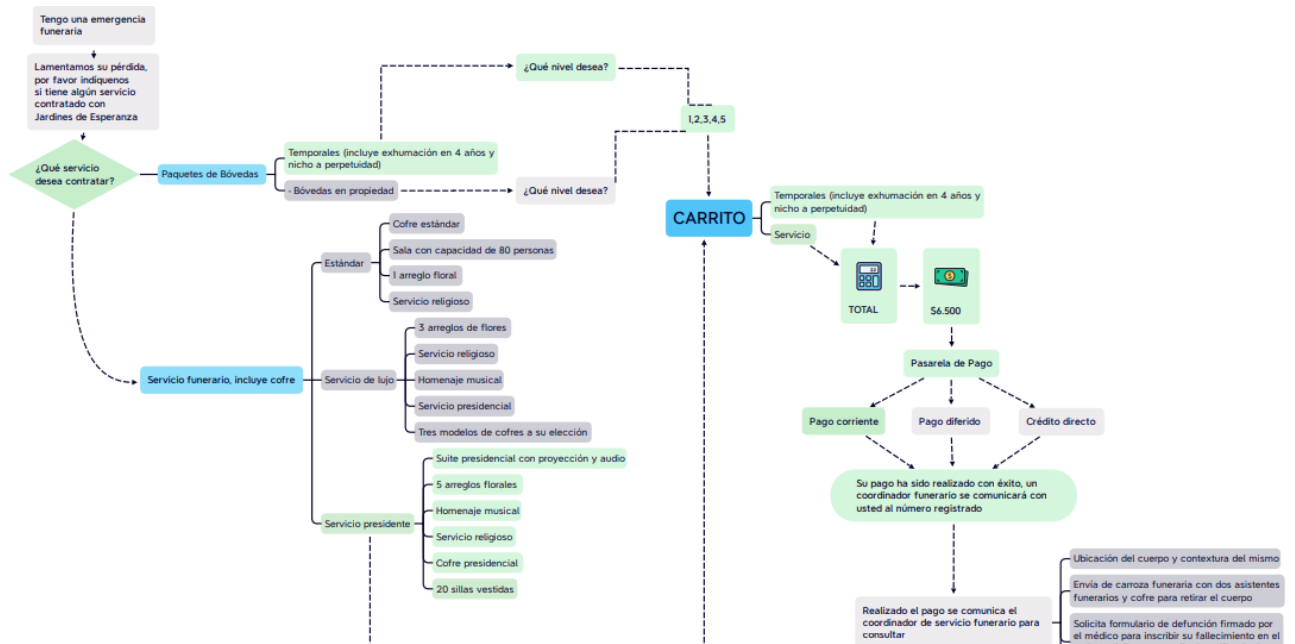 Tengo una emergencia
funeraria
Lamentamos su pérdida,
por favor indíquenos
si tiene algún servicio
contratado con
Jardines de Esperanza
¿Qué servicio
desea contratar?
Paquetes de Bóvedas
Temporales (incluye exhumación en 4 años y
nicho a perpetuidad)
- Bóvedas en propiedad
¿Qué nivel desea?
¿Qué nivel desea?
1,2,3,4,5
Servicio funerario, incluye cofre
Estándar
Cofre estándar
Sala con capacidad de 80 personas
1 arreglo floral
Servicio religioso
Servicio de lujo
3 arreglos de flores
Servicio religioso
Homenaje musical
Servicio presidencial
Tres modelos de cofres a su elección
Servicio presidente
Suite presidencial con proyección y audio
5 arreglos florales
Homenaje musical
Servicio religioso
Cofre presidencial
20 sillas vestidas
CARRITO
Temporales (incluye exhumación en 4 años y
nicho a perpetuidad)
Servicio
TOTAL
$6.500
Pasarela de Pago
Pago corriente
Pago diferido
Crédito directo
Su pago ha sido realizado con éxito, un
coordinador funerario se comunicará con
usted al número registrado
Realizado el pago se comunica el
coordinador de servicio funerario para
consultar
Ubicación del cuerpo y contextura del mismo
Envía de carroza funeraria con dos asistentes
funerarios y cofre para retirar el cuerpo
Solicita formulario de defunción firmado por
el médico para inscribir su fallecimiento en el